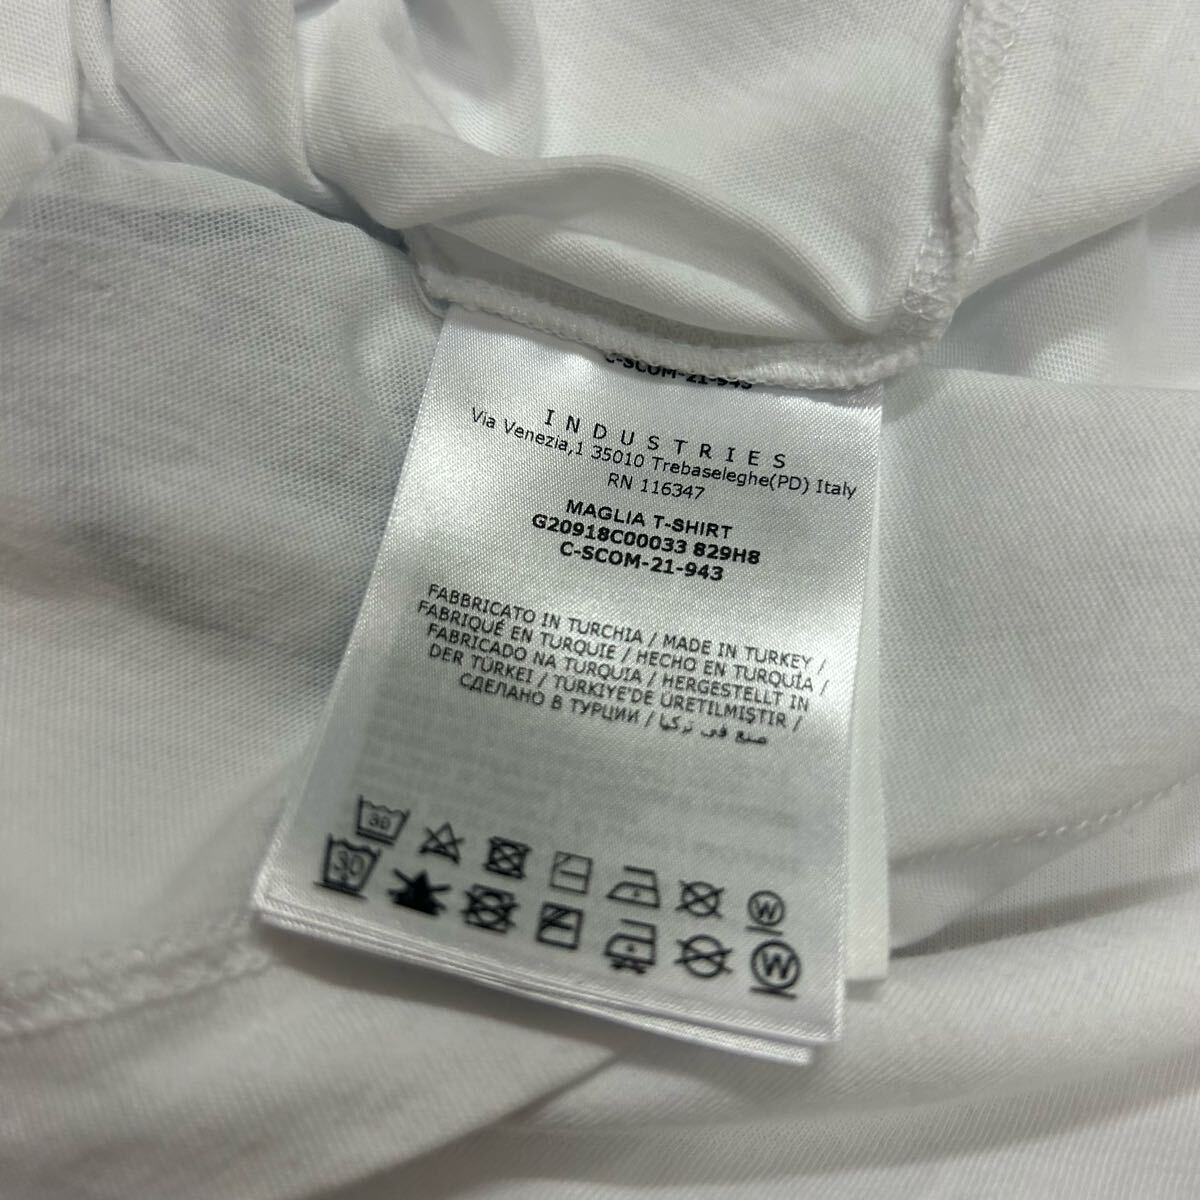 C-SCOM-21-943
INDUSTRIES
Via Venezia,1 35010 Trebaseleghe(PD) Italy
RN 116347
MAGLIA T-SHIRT
G20918C00033 829H8
C-SCOM-21-943
FABBRICATO IN TURCHIA / MADE IN TURKEY /
FABRIQUÉ EN TURQUIE / HECHO EN TURQUÍA /
FABRICADO NA TURQUIA / HERGESTELLT IN
DER TÜRKEI / TÜRKIYE'DE ÜRETILMIŞTIR /
СДЕЛАНО В ТУРЦИИ / صنع في تركيا
30
W
30
W